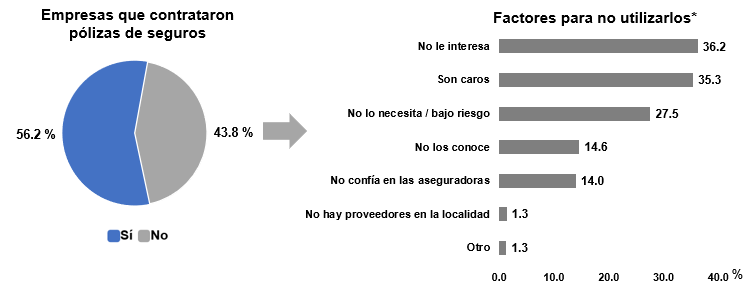 Empresas que contrataron
pólizas de seguros
56.2 %
43.8 %
Sí No
Factores para no utilizarlos*
No le interesa 36.2
Son caros 35.3
No lo necesita / bajo riesgo 27.5
No los conoce 14.6
No confía en las aseguradoras 14.0
No hay proveedores en la localidad 1.3
Otro 1.3
0.0 10.0 20.0 30.0 40.0 %